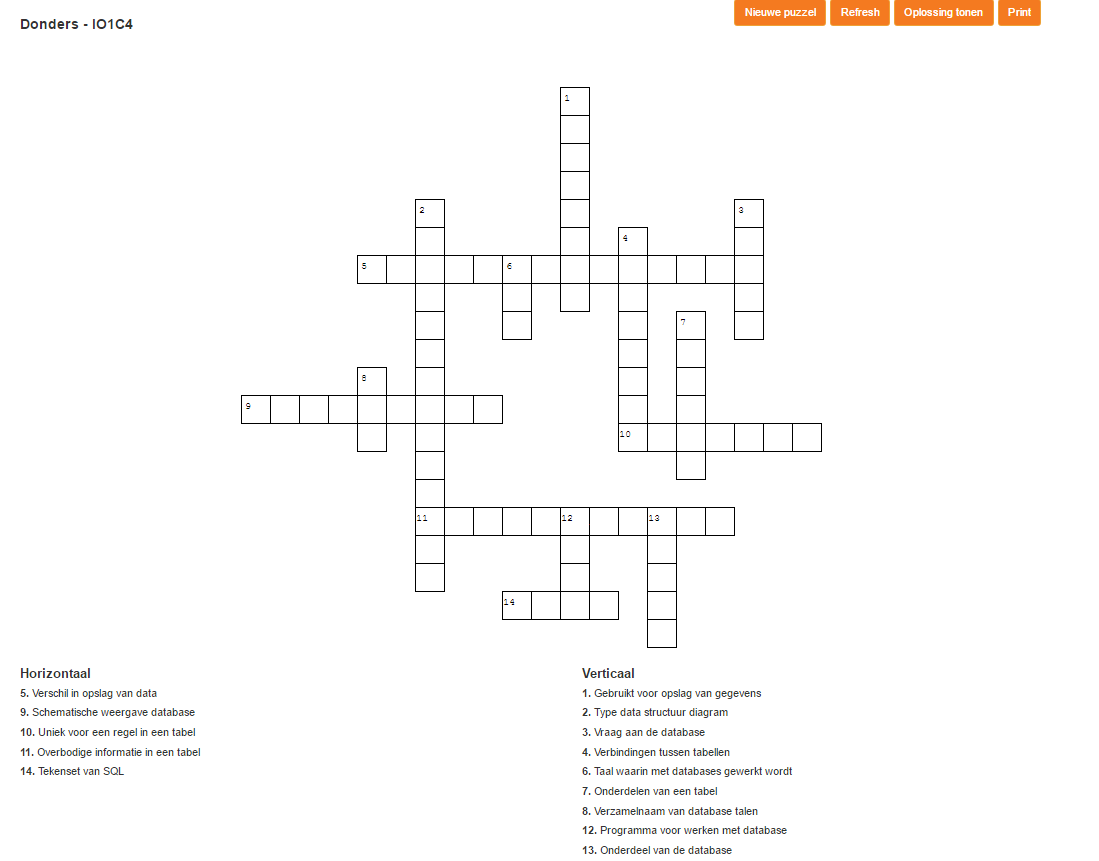 Donders - IO1C4
Nieuwe puzzel Refresh Oplossing tonen Print
1
2 3
4
5 6
7
8
9
10
11 12 13
14
Horizontaal
5. Verschil in opslag van data
9. Schematische weergave database
10. Uniek voor een regel in een tabel
11. Overbodige informatie in een tabel
14. Tekenset van SQL
Verticaal
1. Gebruikt voor opslag van gegevens
2. Type data structuur diagram
3. Vraag aan de database
4. Verbindingen tussen tabellen
6. Taal waarin met databases gewerkt wordt
7. Onderdelen van een tabel
8. Verzamelnaam van database talen
12. Programma voor werken met database
13. Onderdeel van de database